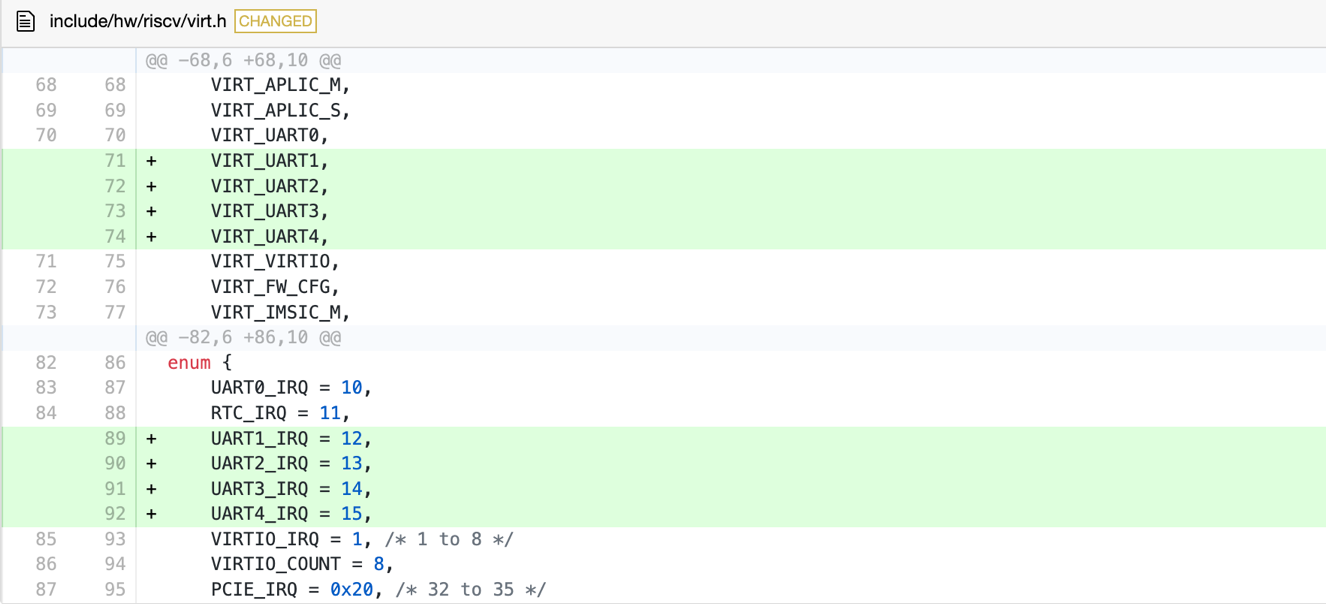 include/hw/riscv/virt.h CHANGED
@@ -68,6 +68,10 @@
68 68 VIRT_APLIC_M,
69 69 VIRT_APLIC_S,
70 70 VIRT_UART0,
71 + VIRT_UART1,
72 + VIRT_UART2,
73 + VIRT_UART3,
74 + VIRT_UART4,
71 75 VIRT_VIRTIO,
72 76 VIRT_FW_CFG,
73 77 VIRT_IMSIC_M,
@@ -82,6 +86,10 @@
82 86 enum {
83 87 UART0_IRQ = 10,
84 88 RTC_IRQ = 11,
89 + UART1_IRQ = 12,
90 + UART2_IRQ = 13,
91 + UART3_IRQ = 14,
92 + UART4_IRQ = 15,
85 93 VIRTIO_IRQ = 1, /* 1 to 8 */
86 94 VIRTIO_COUNT = 8,
87 95 PCIE_IRQ = 0x20, /* 32 to 35 */